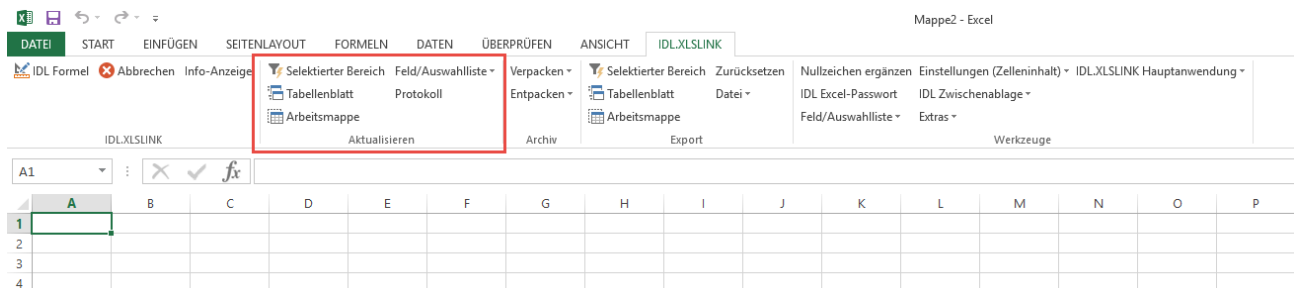 Mappe2 - Excel
DATEI START EINFÜGEN SEITENLAYOUT FORMELN DATEN ÜBERPRÜFEN ANSICHT IDL.XLSLINK
IDL Formel Abbrechen Info-Anzeige Selektierter Bereich Feld/Auswahlliste Verpacken Selektierter Bereich Zurücksetzen Nullzeichen ergänzen Einstellungen (Zelleninhalt) IDL.XLSLINK Hauptanwendung
Tabellenblatt Protokoll Entpacken Tabellenblatt Datei IDL Excel-Passwort IDL Zwischenablage
Arbeitsmappe Arbeitsmappe Feld/Auswahlliste Extras
IDL.XLSLINK Aktualisieren Archiv Export Werkzeuge
A1 fx
A B C D E F G H I J K L M N O P
1
2
3
4